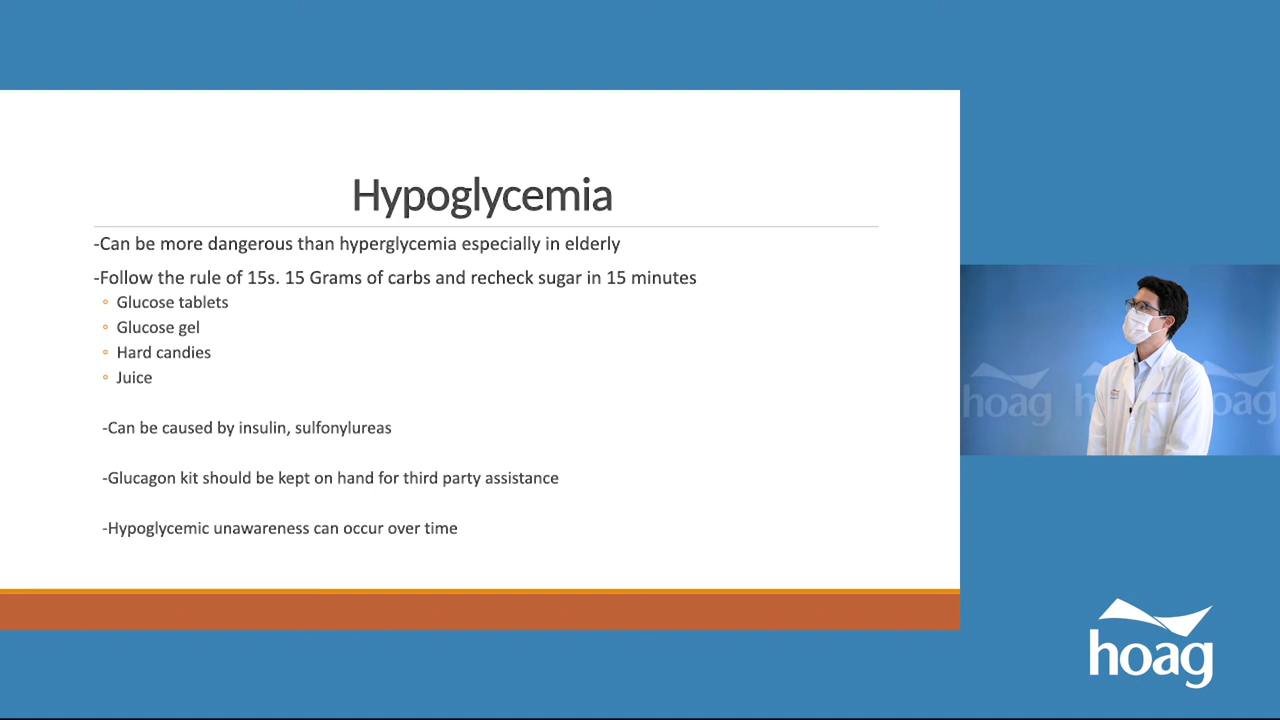 Hypoglycemia
-Can be more dangerous than hyperglycemia especially in elderly
-Follow the rule of 15s. 15 Grams of carbs and recheck sugar in 15 minutes
Glucose tablets
Glucose gel
Hard candies
Juice
-Can be caused by insulin, sulfonylureas
-Glucagon kit should be kept on hand for third party assistance
-Hypoglycemic unawareness can occur over time
hoag
h
oag
hoag